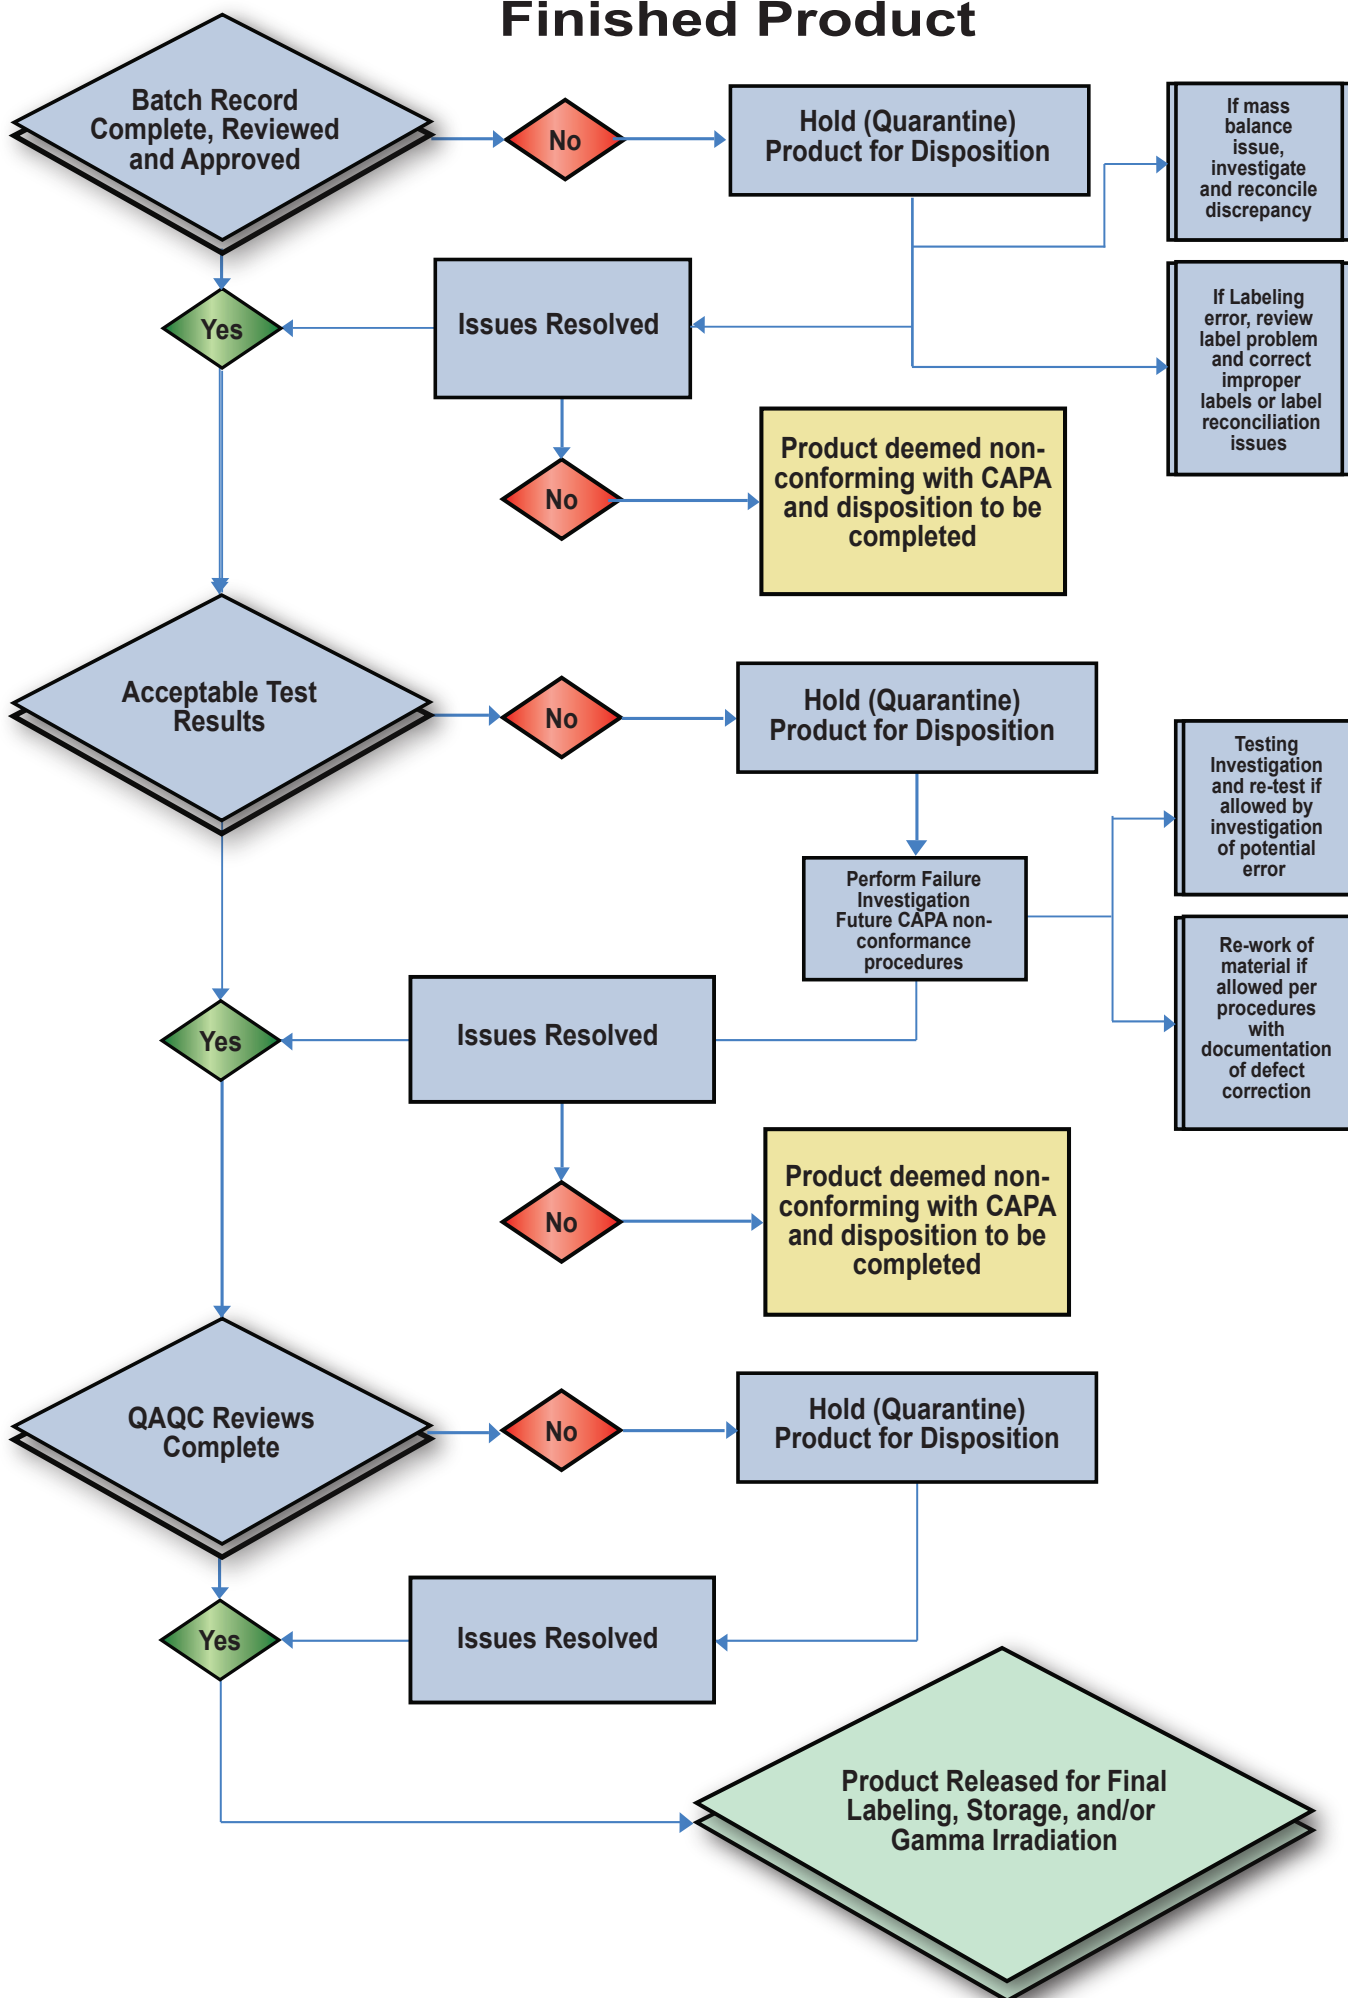 Finished Product
Batch Record
Complete, Reviewed
and Approved
No
Hold (Quarantine)
Product for Disposition
If mass
balance
issue,
investigate
and reconcile
discrepancy
Yes
Issues Resolved
If Labeling
error, review
label problem
and correct
improper
labels or label
reconciliation
issues
No
Product deemed non-
conforming with CAPA
and disposition to be
completed
Acceptable Test
Results
No
Hold (Quarantine)
Product for Disposition
Testing
Investigation
and re-test if
allowed by
investigation
of potential
error
Perform Failure
Investigation
Future CAPA non-
conformance
procedures
Re-work of
material if
allowed per
procedures
with
documentation
of defect
correction
Yes
Issues Resolved
No
Product deemed non-
conforming with CAPA
and disposition to be
completed
QAQC Reviews
Complete
No
Hold (Quarantine)
Product for Disposition
Yes
Issues Resolved
Product Released for Final
Labeling, Storage, and/or
Gamma Irradiation